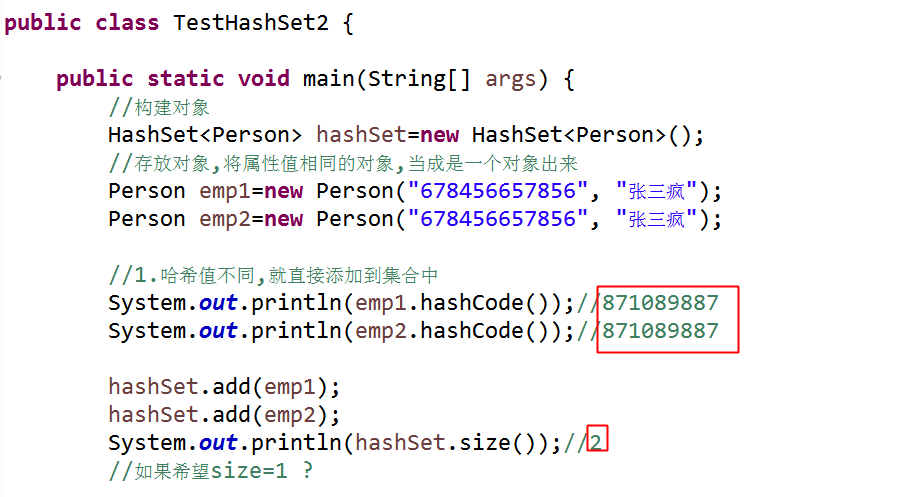 public class TestHashSet2 {
public static void main(String[] args) {
//构建对象
HashSet<Person> hashSet=new HashSet<Person>();
//存放对象,将属性值相同的对象,当成是一个对象出来
Person emp1=new Person("678456657856", "张三疯");
Person emp2=new Person("678456657856", "张三疯");
//1.哈希值不同,就直接添加到集合中
System.out.println(emp1.hashCode());//871089887
System.out.println(emp2.hashCode());//871089887
hashSet.add(emp1);
hashSet.add(emp2);
System.out.println(hashSet.size());//2
//如果希望size=1 ?